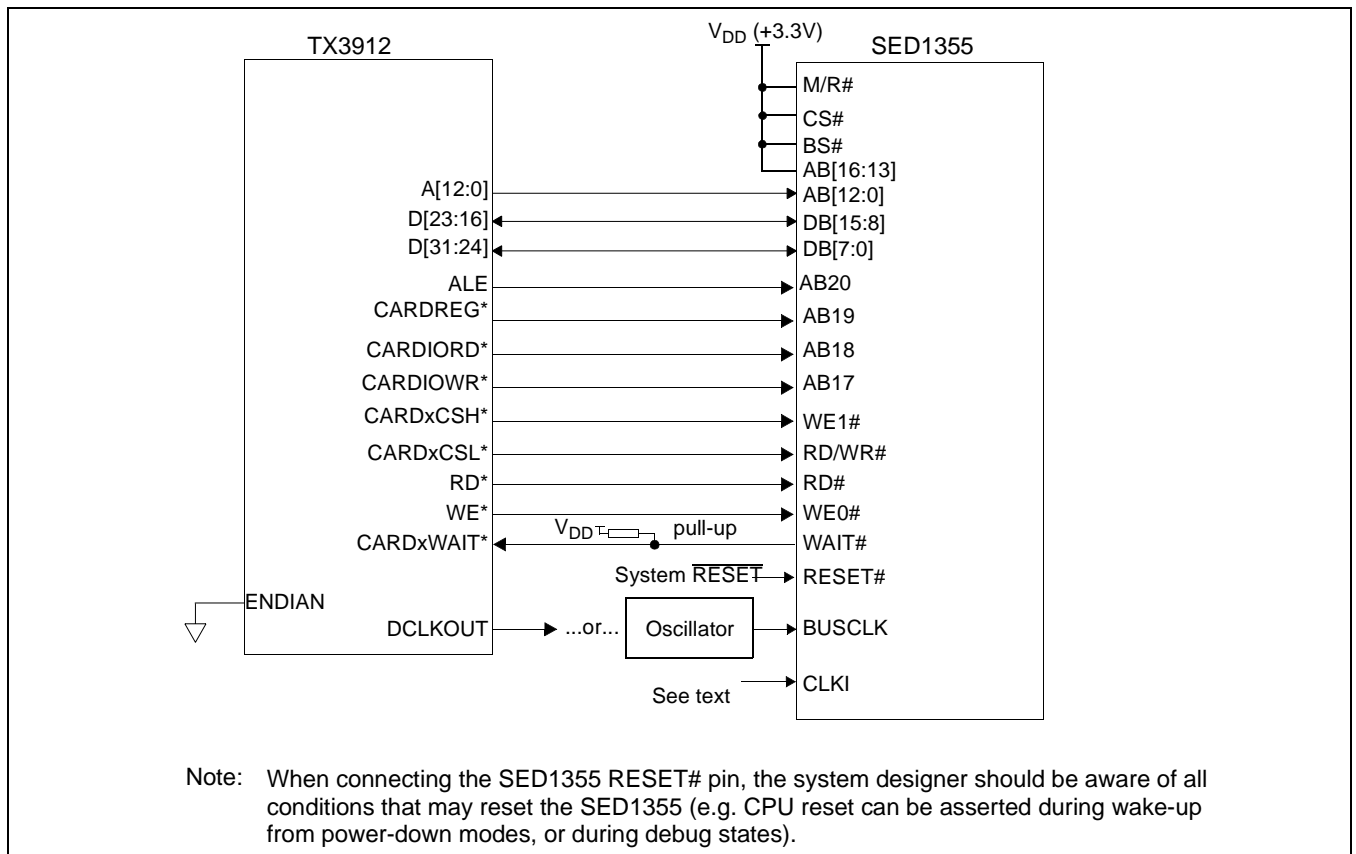 V_DD (+3.3V)
TX3912 SED1355
M/R#
CS#
BS#
AB[16:13]
A[12:0] AB[12:0]
D[23:16] DB[15:8]
D[31:24] DB[7:0]
ALE AB20
CARDREG* AB19
CARDIORD* AB18
CARDIOWR* AB17
CARDxCSH* WE1#
CARDxCSL* RD/WR#
RD* RD#
WE* WE0#
V_DD pull-up
CARDxWAIT* WAIT#
System RESET RESET#
ENDIAN
DCLKOUT ...or... Oscillator BUSCLK
See text CLKI
Note: When connecting the SED1355 RESET# pin, the system designer should be aware of all
conditions that may reset the SED1355 (e.g. CPU reset can be asserted during wake-up
from power-down modes, or during debug states).